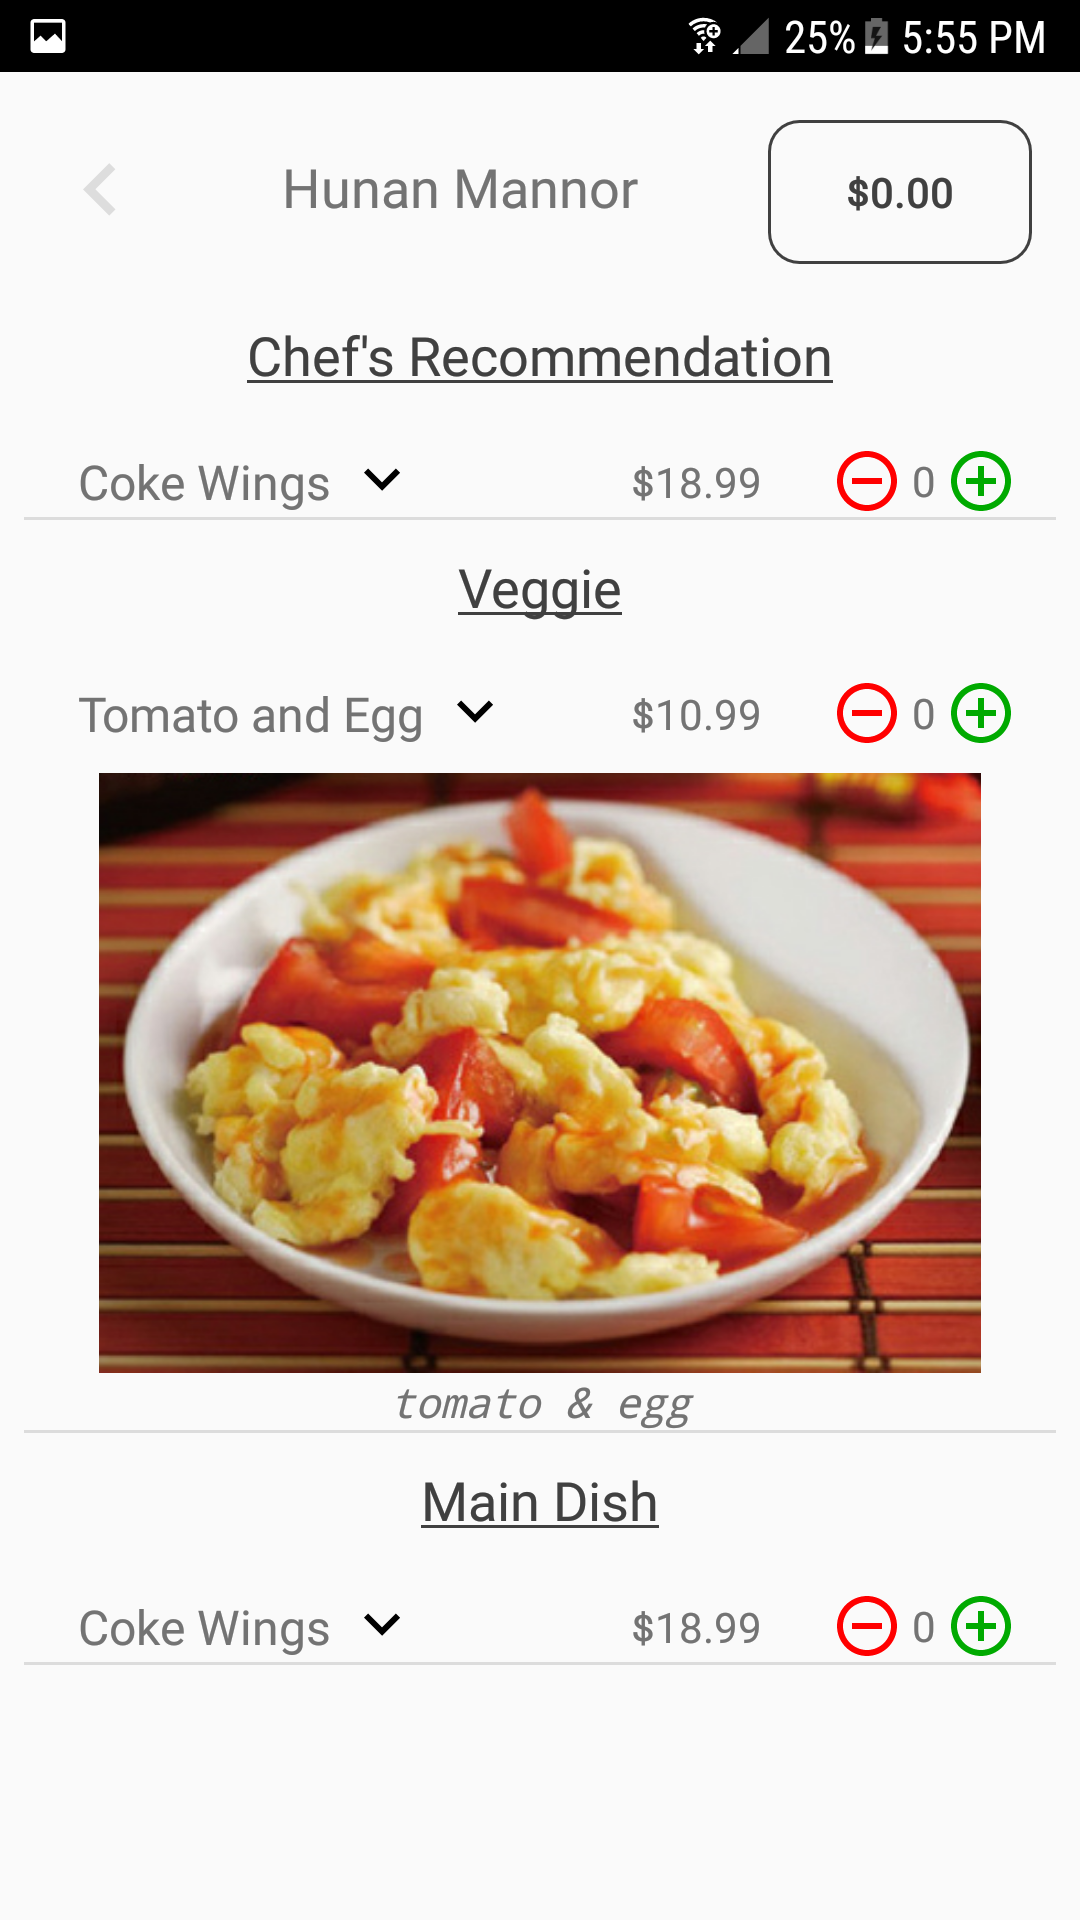 25% 5:55 PM
Hunan Mannor
$0.00
Chef's Recommendation
Coke Wings $18.99 0
Veggie
Tomato and Egg $10.99 0
tomato & egg
Main Dish
Coke Wings $18.99 0